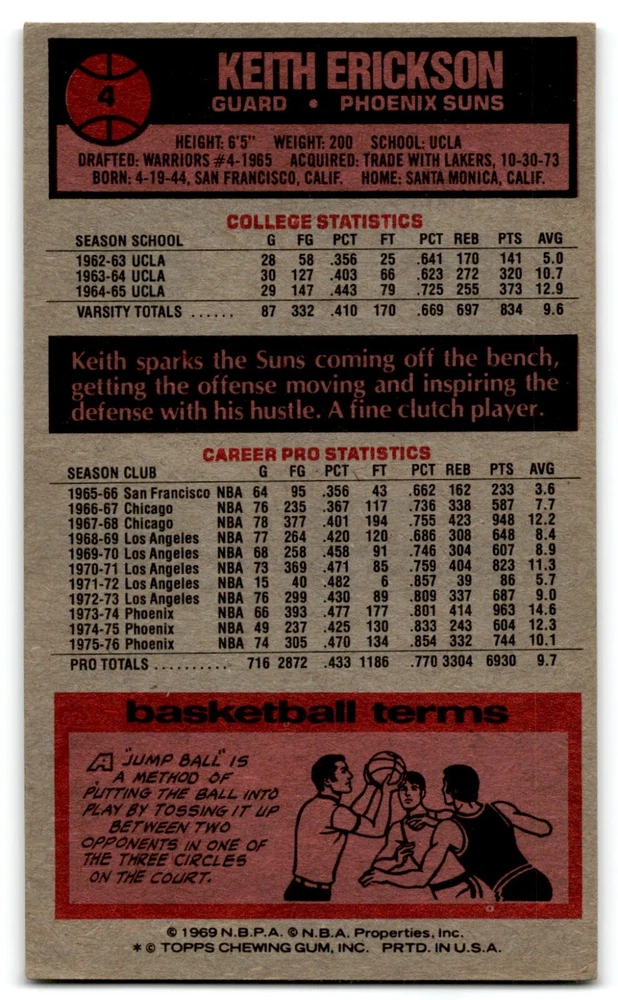 4
KEITH ERICKSON
GUARD • PHOENIX SUNS
HEIGHT: 6'5" WEIGHT: 200 SCHOOL: UCLA
DRAFTED: WARRIORS #4-1965 ACQUIRED: TRADE WITH LAKERS, 10-30-73
BORN: 4-19-44, SAN FRANCISCO, CALIF. HOME: SANTA MONICA, CALIF.
COLLEGE STATISTICS
SEASON SCHOOL G FG PCT FT PCT REB PTS AVG
1962-63 UCLA 28 58 .356 25 .641 170 141 5.0
1963-64 UCLA 30 127 .403 66 .623 272 320 10.7
1964-65 UCLA 29 147 .443 79 .725 255 373 12.9
VARSITY TOTALS ...... 87 332 .410 170 .669 697 834 9.6
Keith sparks the Suns coming off the bench,
getting the offense moving and inspiring the
defense with his hustle. A fine clutch player.
CAREER PRO STATISTICS
SEASON CLUB G FG PCT FT PCT REB PTS AVG
1965-66 San Francisco NBA 64 95 .356 43 .662 162 233 3.6
1966-67 Chicago NBA 76 235 .367 117 .736 338 587 7.7
1967-68 Chicago NBA 78 377 .401 194 .755 423 948 12.2
1968-69 Los Angeles NBA 77 264 .420 120 .686 308 648 8.4
1969-70 Los Angeles NBA 68 258 .458 91 .746 304 607 8.9
1970-71 Los Angeles NBA 73 369 .471 85 .759 404 823 11.3
1971-72 Los Angeles NBA 15 40 .482 6 .857 39 86 5.7
1972-73 Los Angeles NBA 76 299 .430 89 .809 337 687 9.0
1973-74 Phoenix NBA 66 393 .477 177 .801 414 963 14.6
1974-75 Phoenix NBA 49 237 .425 130 .833 243 604 12.3
1975-76 Phoenix NBA 74 305 .470 134 .854 332 744 10.1
PRO TOTALS .......... 716 2872 .433 1186 .770 3304 6930 9.7
basketball terms
A "JUMP BALL" IS
A METHOD OF
PUTTING THE BALL INTO
PLAY BY TOSSING IT UP
BETWEEN TWO
OPPONENTS IN ONE OF
THE THREE CIRCLES
ON THE COURT.
© 1969 N.B.P.A. © N.B.A. Properties, Inc.
* © TOPPS CHEWING GUM, INC. PRTD. IN U.S.A.